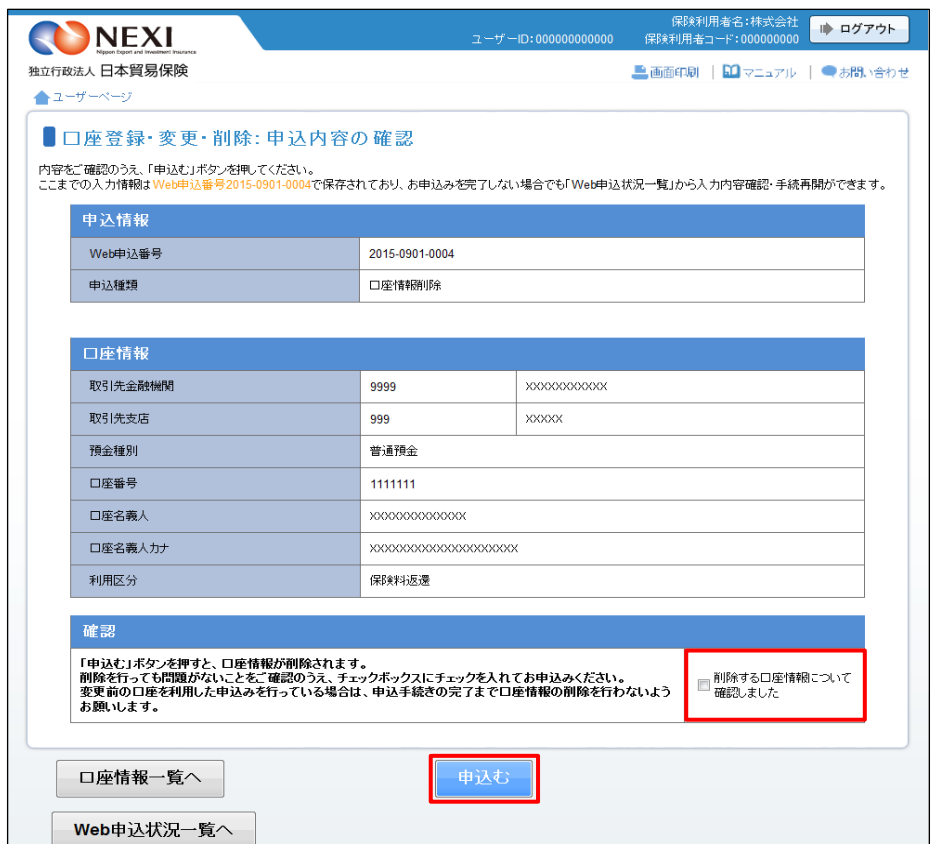 NEXI
Nippon Export and Investment Insurance
ユーザーID:000000000000
保険利用者名:株式会社
保険利用者コード:000000000
ログアウト
独立行政法人 日本貿易保険
画面印刷 | マニュアル | お問い合わせ
ユーザーページ
口座登録・変更・削除:申込内容の確認
内容をご確認のうえ、「申込む」ボタンを押してください。
ここまでの入力情報はWeb申込番号2015-0901-0004で保存されており、お申込みを完了しない場合でも「Web申込状況一覧」から入力内容確認・手続再開ができます。
申込情報
Web申込番号 2015-0901-0004
申込種類 口座情報削除
口座情報
取引先金融機関 9999 XXXXXXXXXXX
取引先支店 999 XXXXX
預金種別 普通預金
口座番号 1111111
口座名義人 XXXXXXXXXXXXX
口座名義人カナ XXXXXXXXXXXXXXXXXXXX
利用区分 保険料返還
確認
「申込む」ボタンを押すと、口座情報が削除されます。
削除を行っても問題がないことをご確認のうえ、チェックボックスにチェックを入れてお申込みください。
変更前の口座を利用した申込みを行っている場合は、申込手続きの完了まで口座情報の削除を行わないよう
お願いします。
削除する口座情報について
確認しました
口座情報一覧へ
申込む
Web申込状況一覧へ